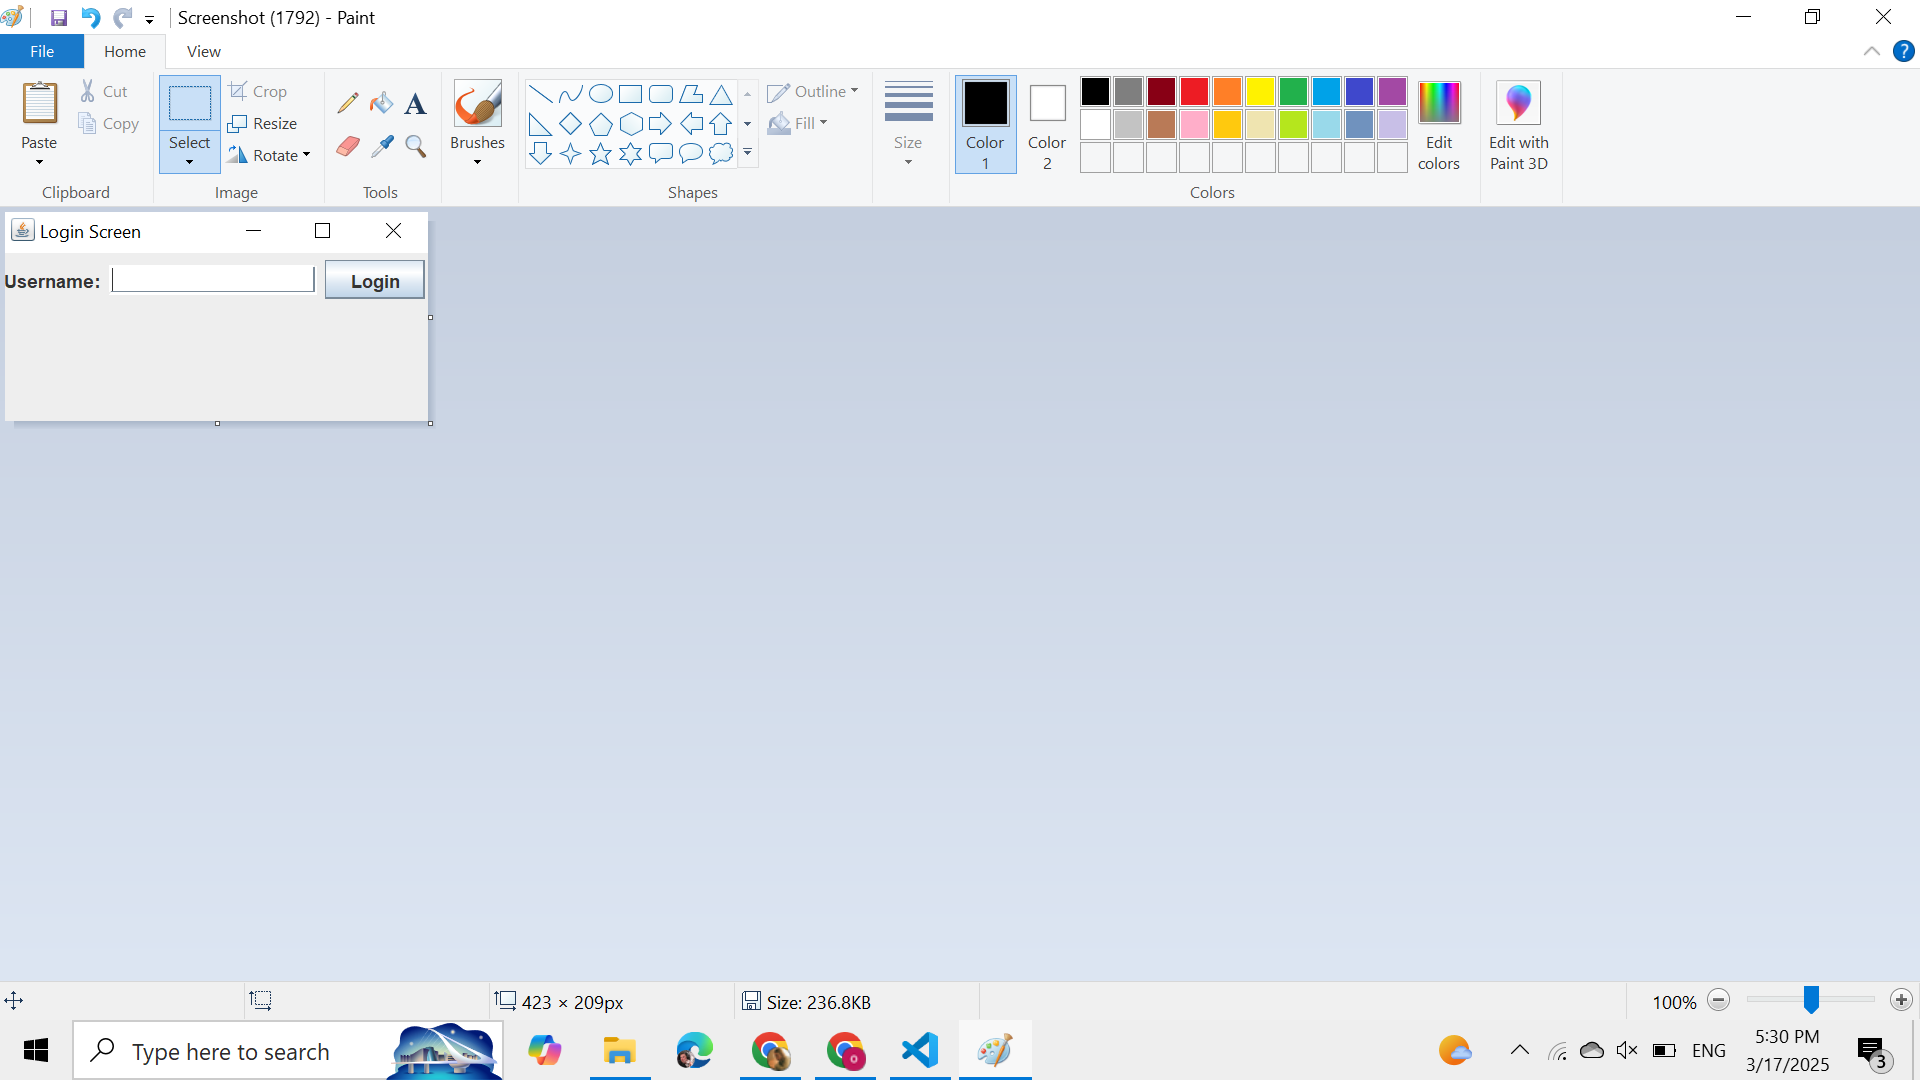 Screenshot (1792) - Paint
File Home View
Paste
Cut
Copy
Clipboard
Select
Crop
Resize
Rotate
Image
A
Tools
Brushes
Shapes
Outline
Fill
Size
Color 1
Color 2
Colors
Edit colors
Edit with Paint 3D
?
Login Screen
Username: Login
423 × 209px
Size: 236.8KB
100%
Type here to search
ENG
5:30 PM
3/17/2025
3